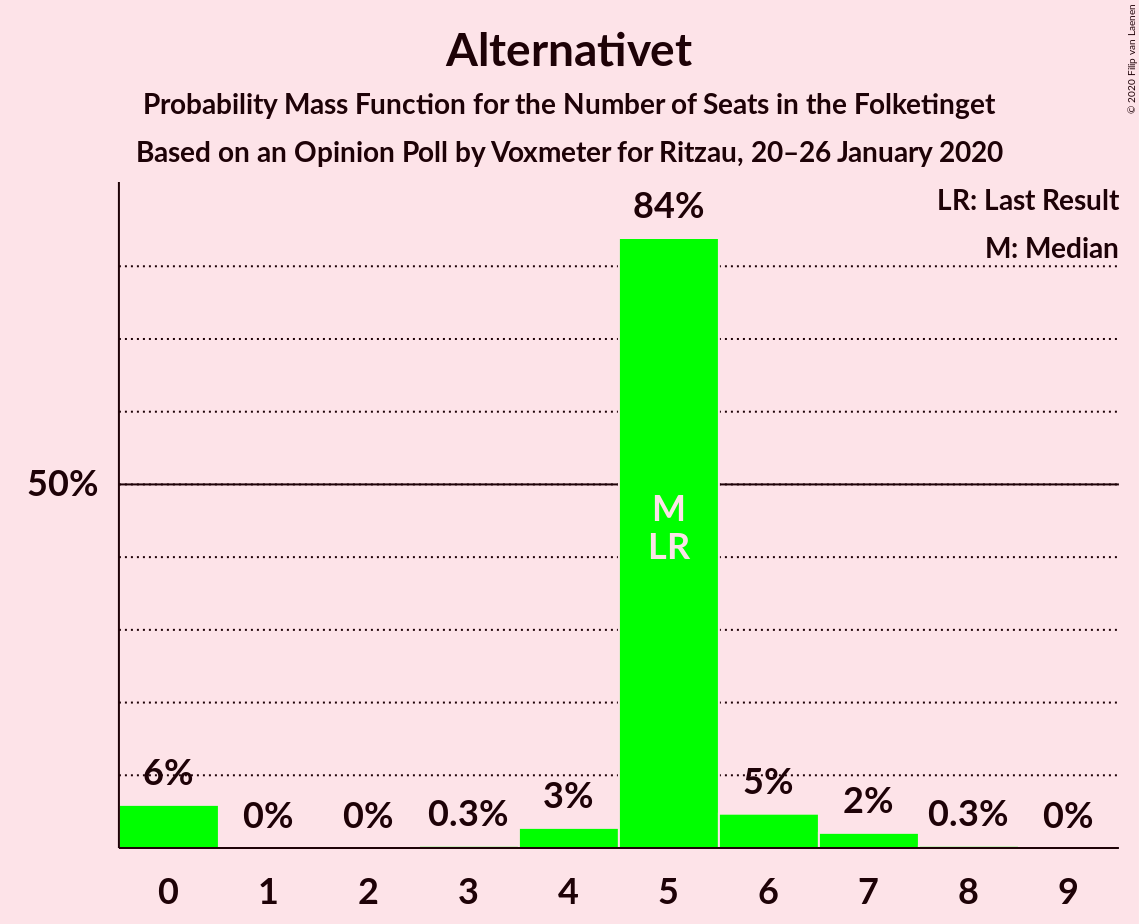 Alternativet
Probability Mass Function for the Number of Seats in the Folketinget
Based on an Opinion Poll by Voxmeter for Ritzau, 20–26 January 2020
© 2020 Filip van Laenen
LR: Last Result
M: Median
84%
50%
M
LR
6%
0%
0%
0.3%
3%
5%
2%
0.3%
0%
0 1 2 3 4 5 6 7 8 9